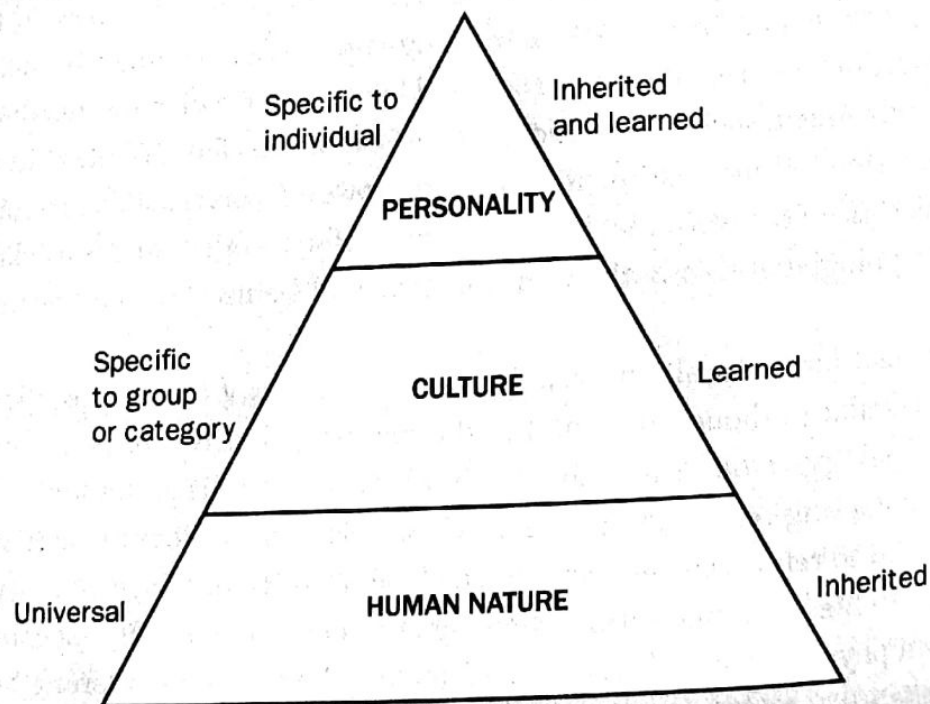 Specific to
individual
Inherited
and learned
PERSONALITY
Specific
to group
or category
CULTURE
Learned
Universal
HUMAN NATURE
Inherited